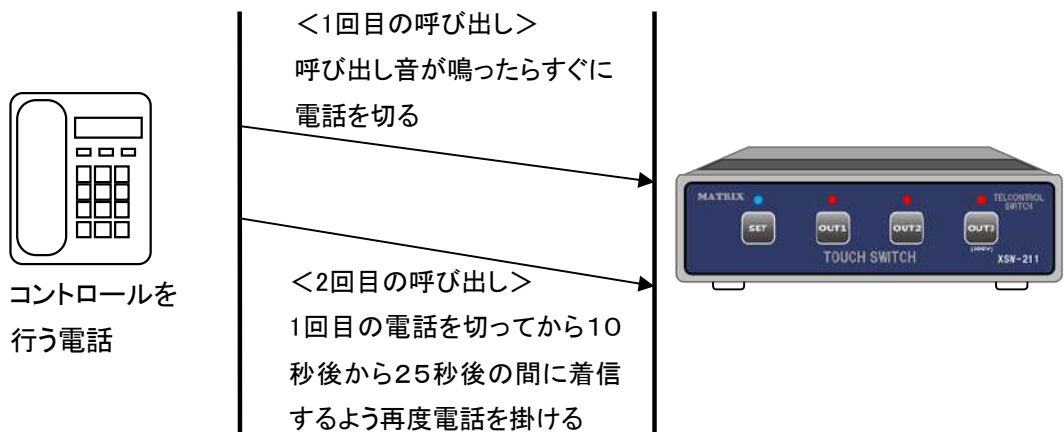 <1回目の呼び出し>
呼び出し音が鳴ったらすぐに
電話を切る
コントロールを
行う電話
<2回目の呼び出し>
1回目の電話を切ってから10
秒後から25秒後の間に着信
するよう再度電話を掛ける
MATRIX
TELCONTROL
SWITCH
SET
OUT1
OUT2
OUT3
(100V)
TOUCH SWITCH
XSW-211